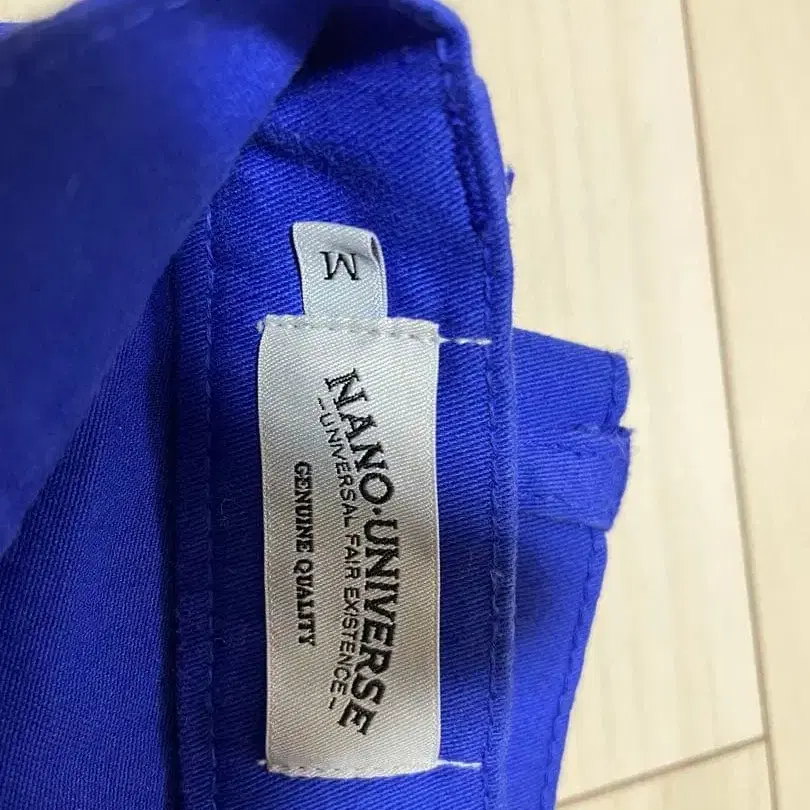 M
NANO·UNIVERSE
–UNIVERSAL FAIR EXISTENCE–
GENUINE QUALITY